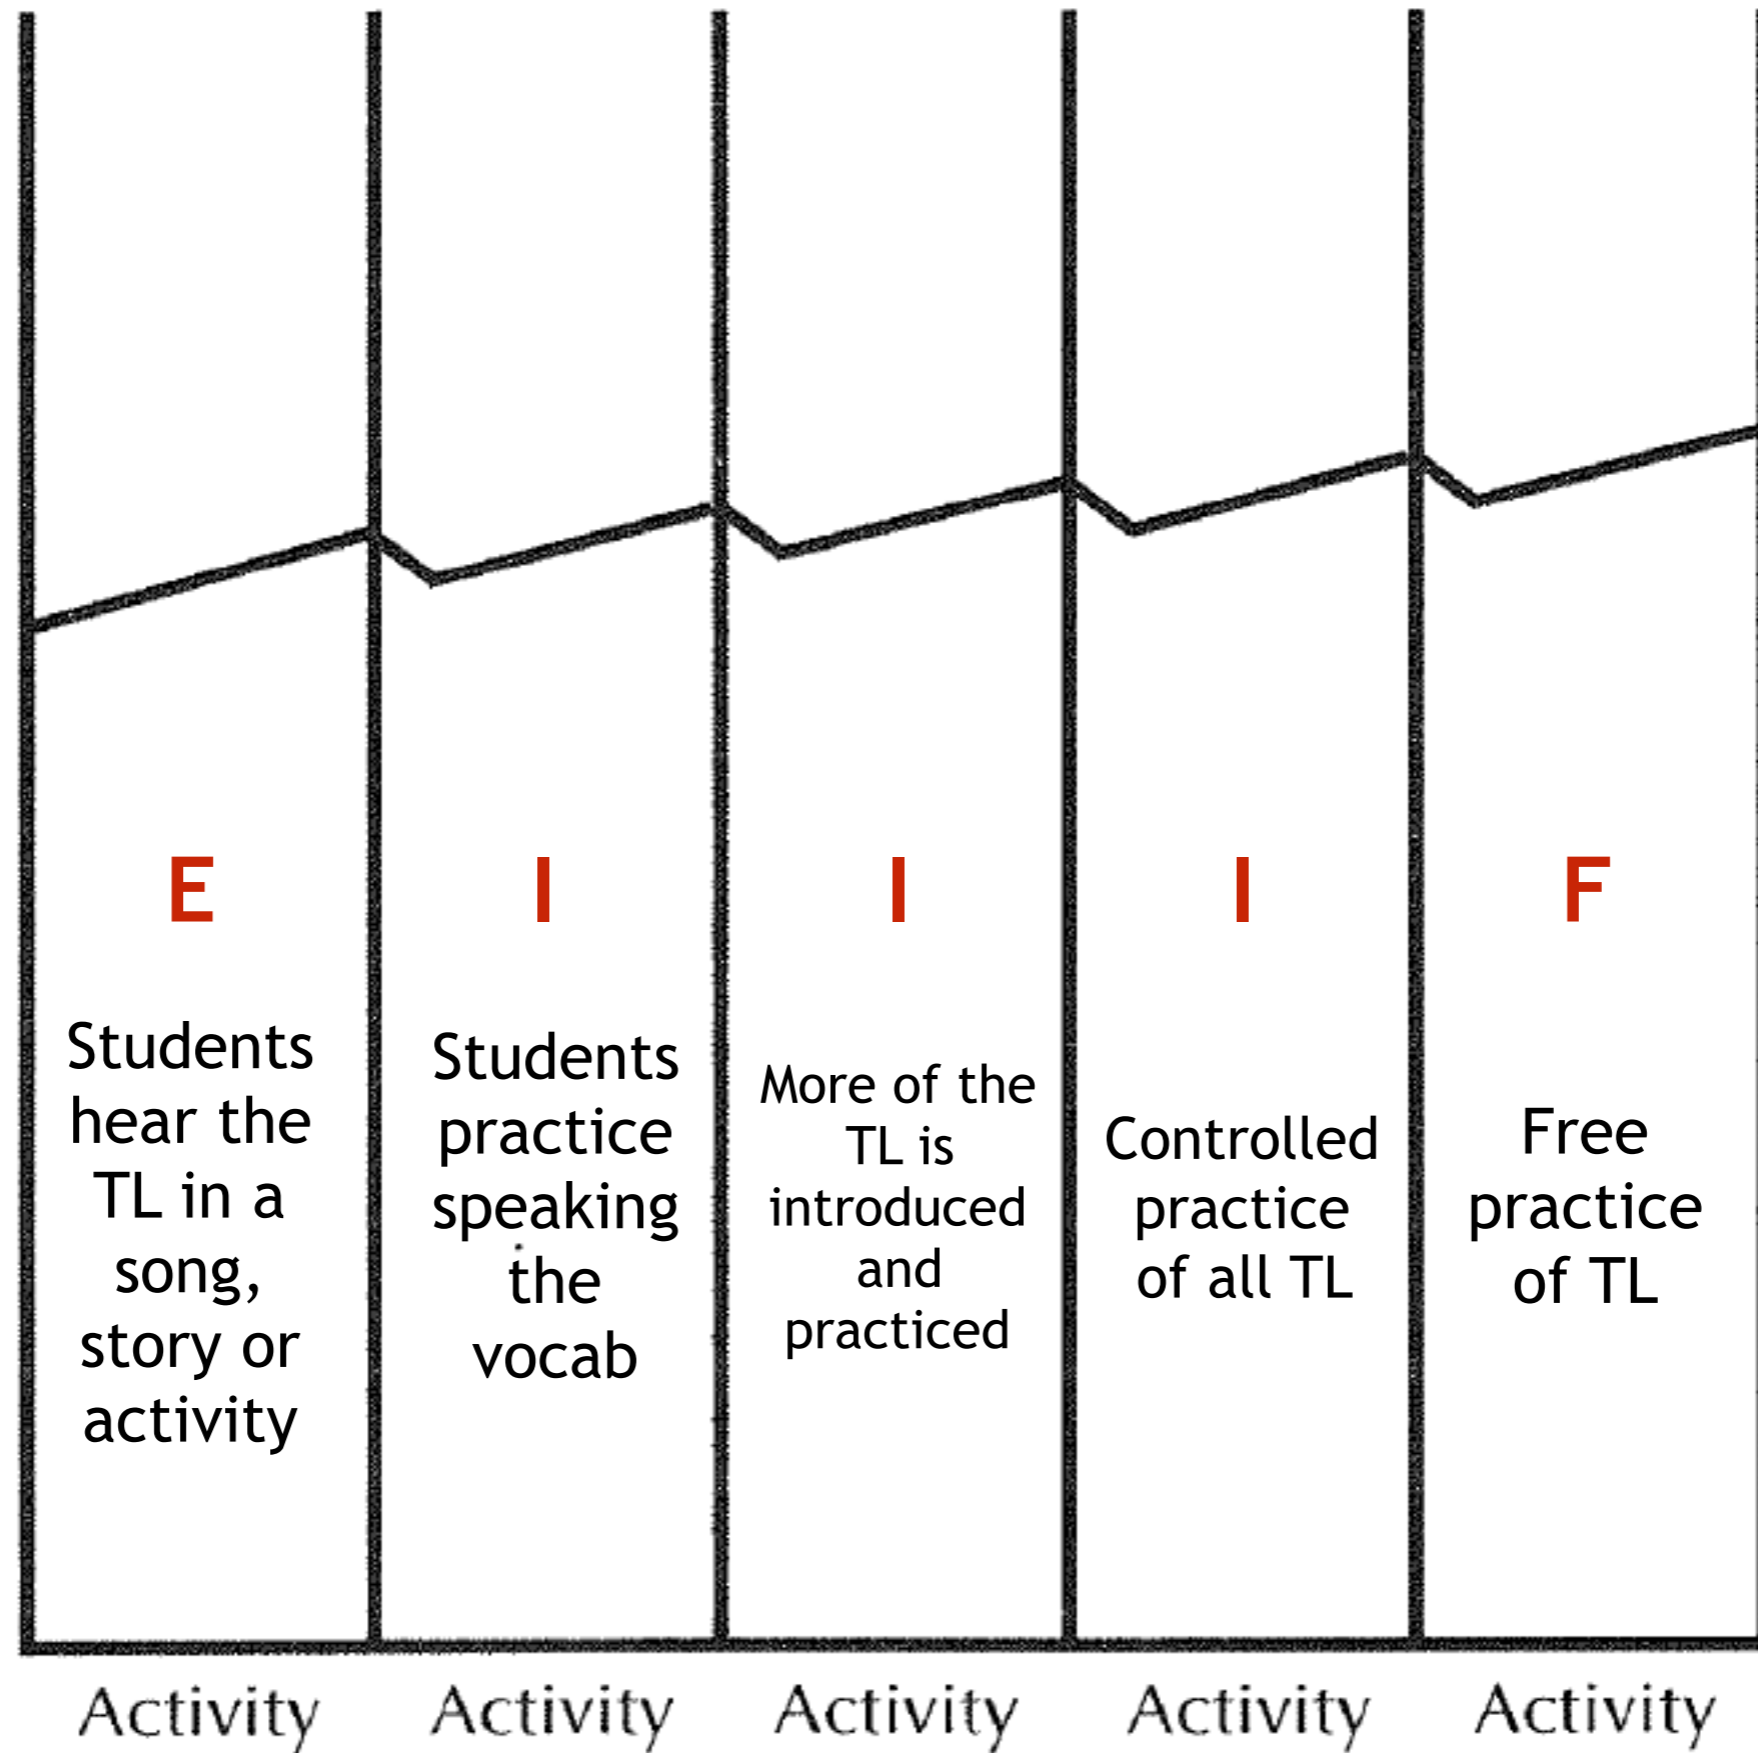 E
I
I
I
F
Students
hear the
TL in a
song,
story or
activity
Students
practice
speaking
the
vocab
More of the
TL is
introduced
and
practiced
Controlled
practice
of all TL
Free
practice
of TL
Activity
Activity
Activity
Activity
Activity